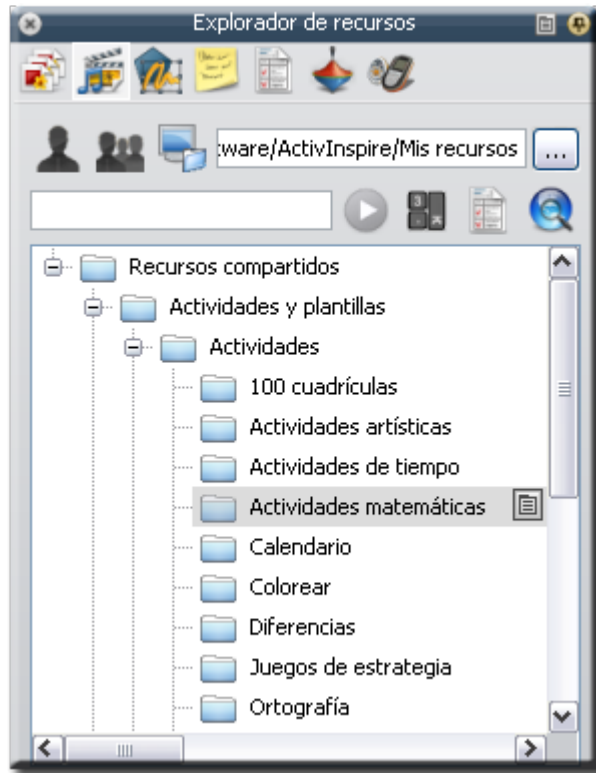 Explorador de recursos
:ware/ActivInspire/Mis recursos ...
Recursos compartidos
Actividades y plantillas
Actividades
100 cuadrículas
Actividades artísticas
Actividades de tiempo
Actividades matemáticas
Calendario
Colorear
Diferencias
Juegos de estrategia
Ortografía